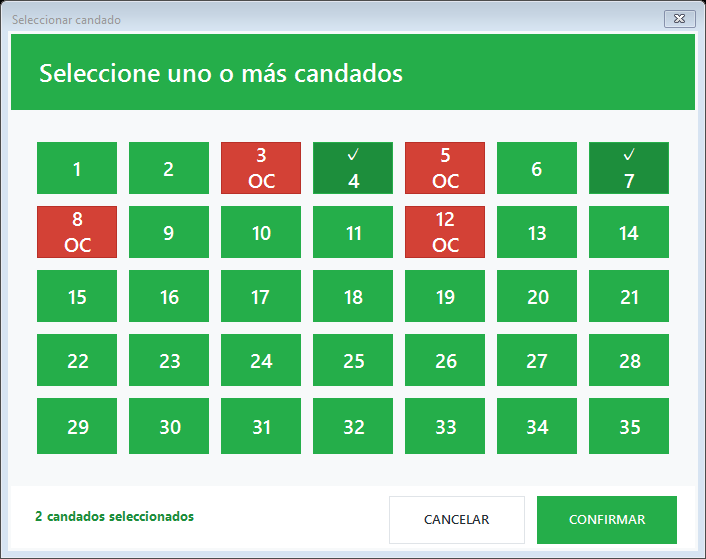 Seleccionar candado
Seleccione uno o más candados
1 2 3 OC ✓ 4 5 OC 6 ✓ 7
8 OC 9 10 11 12 OC 13 14
15 16 17 18 19 20 21
22 23 24 25 26 27 28
29 30 31 32 33 34 35
2 candados seleccionados CANCELAR CONFIRMAR